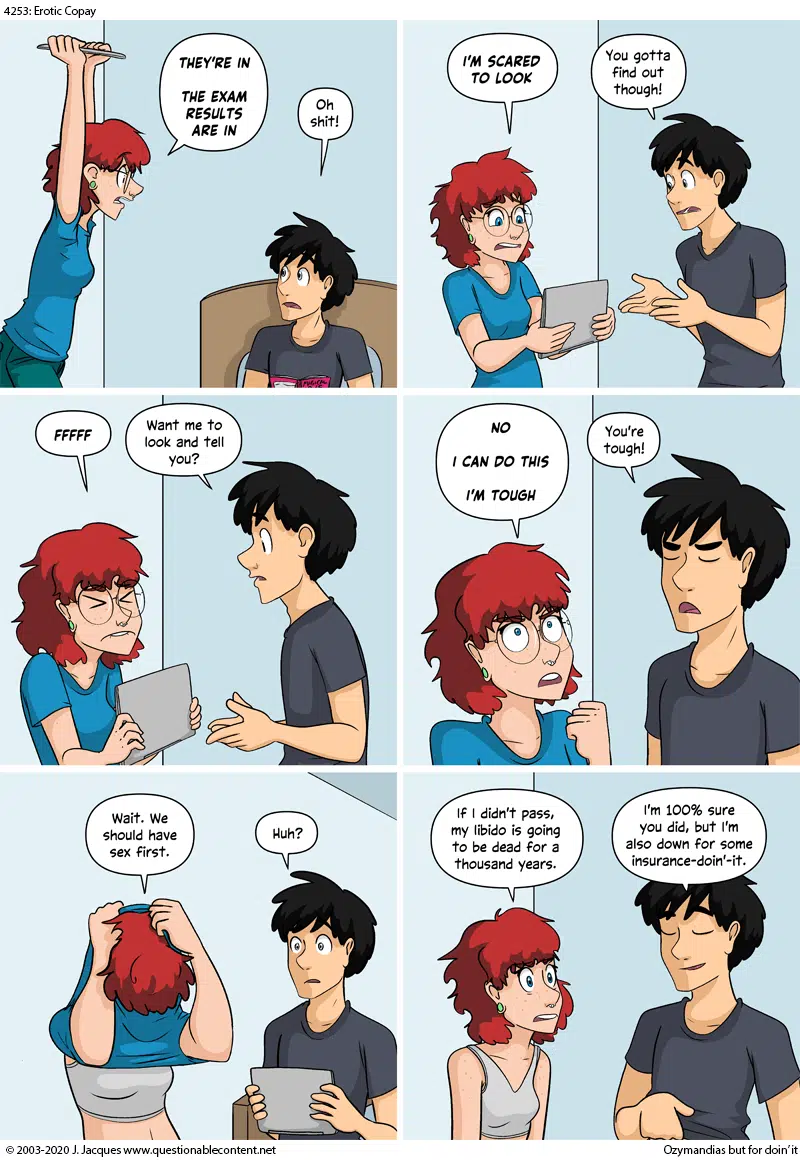 4253: Erotic Copay
THEY'RE IN
THE EXAM
RESULTS
ARE IN
Oh
shit!
I'M SCARED
TO LOOK
You gotta
find out
though!
FFFFF
Want me to
look and tell
you?
NO
I CAN DO THIS
I'M TOUGH
You're
tough!
Wait. We
should have
sex first.
Huh?
If I didn't pass,
my libido is going
to be dead for a
thousand years.
I'm 100% sure
you did, but I'm
also down for some
insurance-doin'-it.
© 2003-2020 J. Jacques www.questionablecontent.net
Ozymandias but for doin'it